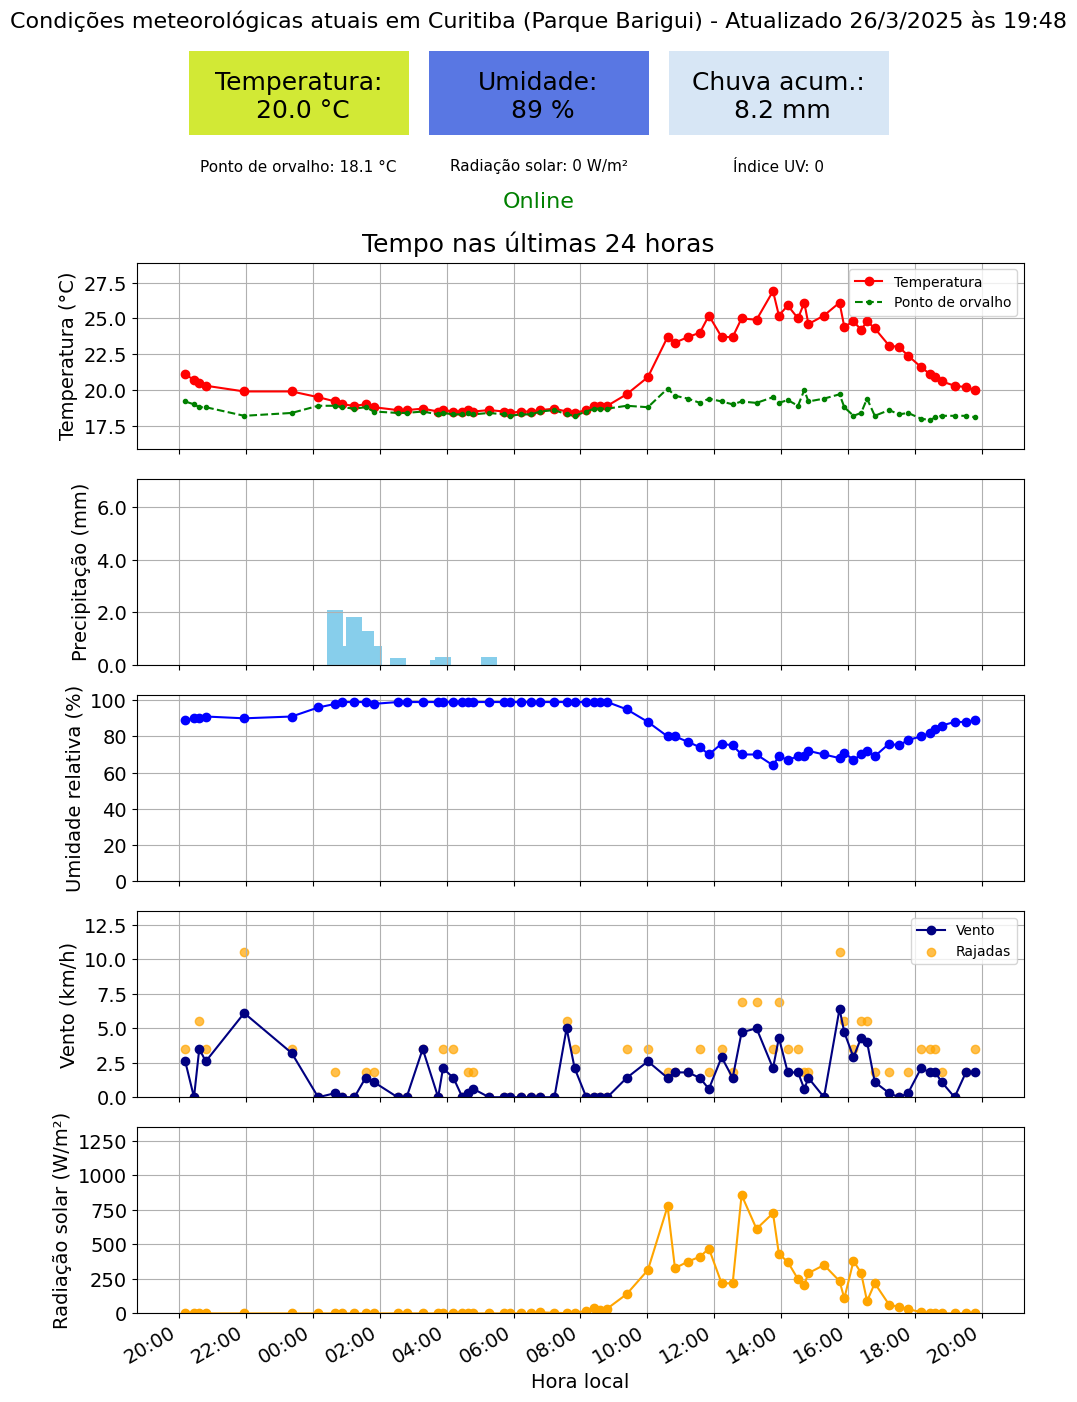 Condições meteorológicas atuais em Curitiba (Parque Barigui) - Atualizado 26/3/2025 às 19:48
Temperatura:
20.0 °C
Umidade:
89 %
Chuva acum.:
8.2 mm
Ponto de orvalho: 18.1 °C
Radiação solar: 0 W/m²
Índice UV: 0
Online
Tempo nas últimas 24 horas
Temperatura (°C)
27.5
25.0
22.5
20.0
17.5
Temperatura
Ponto de orvalho
Precipitação (mm)
6.0
4.0
2.0
0.0
Umidade relativa (%)
100
80
60
40
20
0
Vento (km/h)
12.5
10.0
7.5
5.0
2.5
0.0
Vento
Rajadas
Radiação solar (W/m²)
1250
1000
750
500
250
0
20:00
22:00
00:00
02:00
04:00
06:00
08:00
10:00
12:00
14:00
16:00
18:00
20:00
Hora local